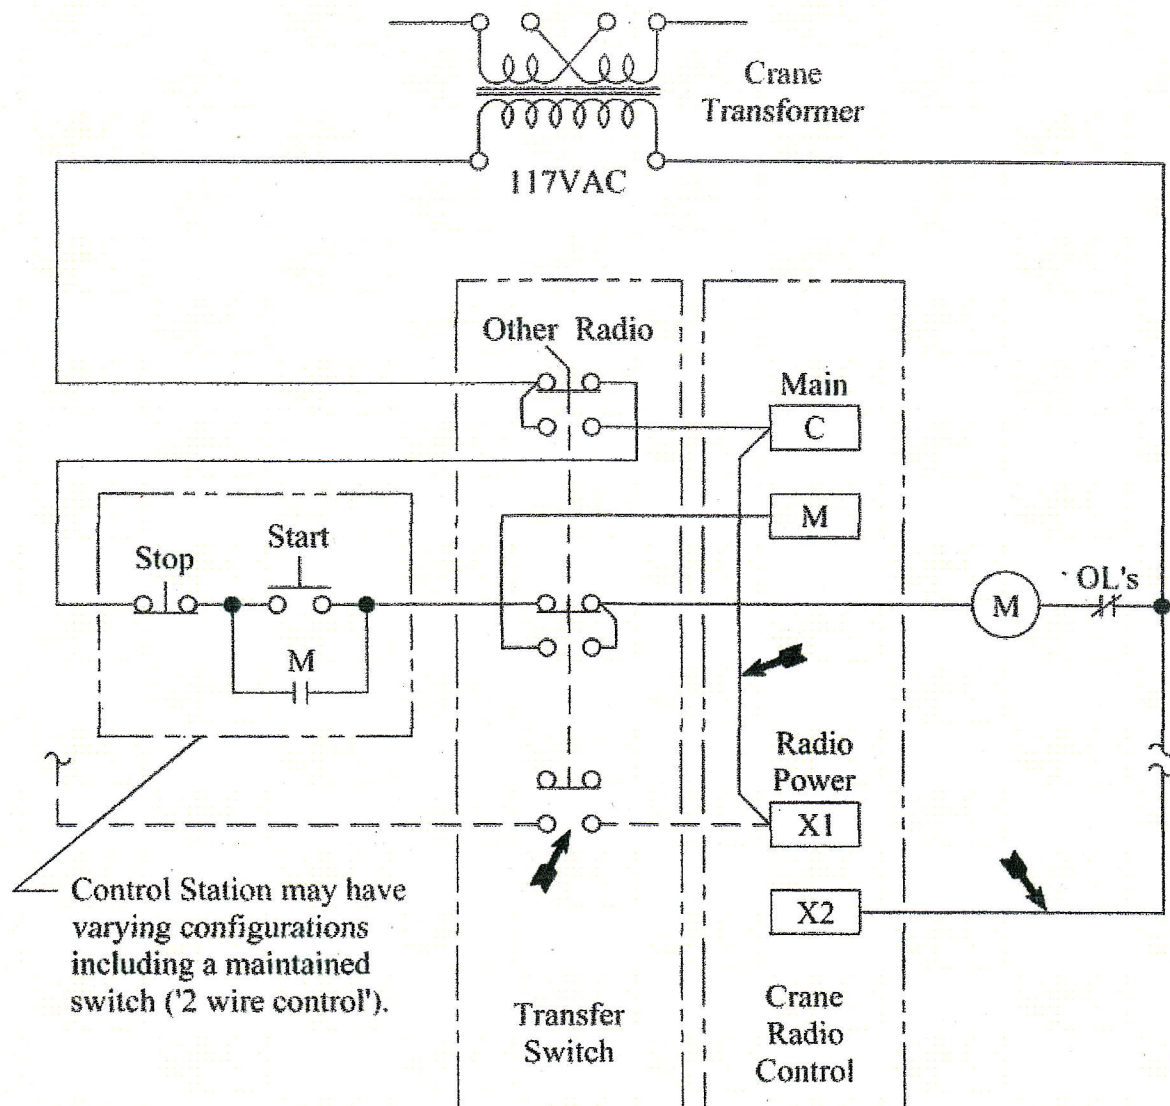 Crane
Transformer
117VAC
Other Radio
Main
C
M
Stop
Start
M
M
OL's
Radio
Power
X1
X2
Control Station may have
varying configurations
including a maintained
switch ('2 wire control').
Transfer
Switch
Crane
Radio
Control